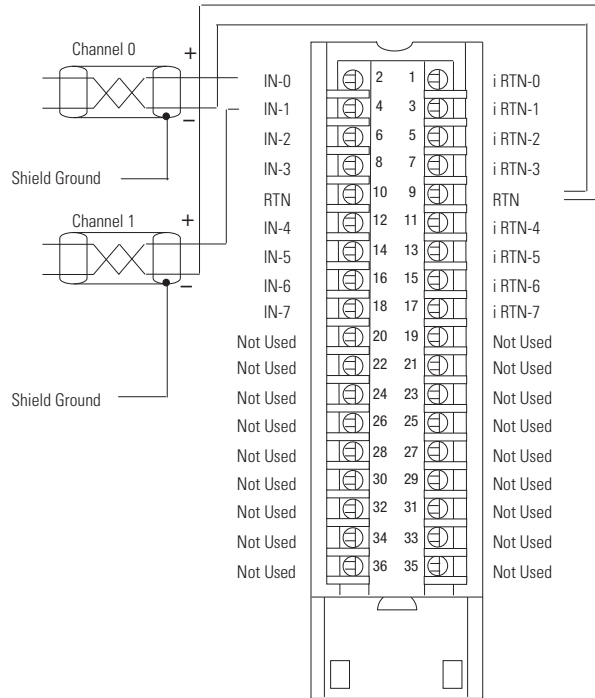 Channel 0
+
−
Shield Ground
Channel 1
+
−
Shield Ground
IN-0 2 1 i RTN-0
IN-1 4 3 i RTN-1
IN-2 6 5 i RTN-2
IN-3 8 7 i RTN-3
RTN 10 9 RTN
IN-4 12 11 i RTN-4
IN-5 14 13 i RTN-5
IN-6 16 15 i RTN-6
IN-7 18 17 i RTN-7
Not Used 20 19 Not Used
Not Used 22 21 Not Used
Not Used 24 23 Not Used
Not Used 26 25 Not Used
Not Used 28 27 Not Used
Not Used 30 29 Not Used
Not Used 32 31 Not Used
Not Used 34 33 Not Used
Not Used 36 35 Not Used